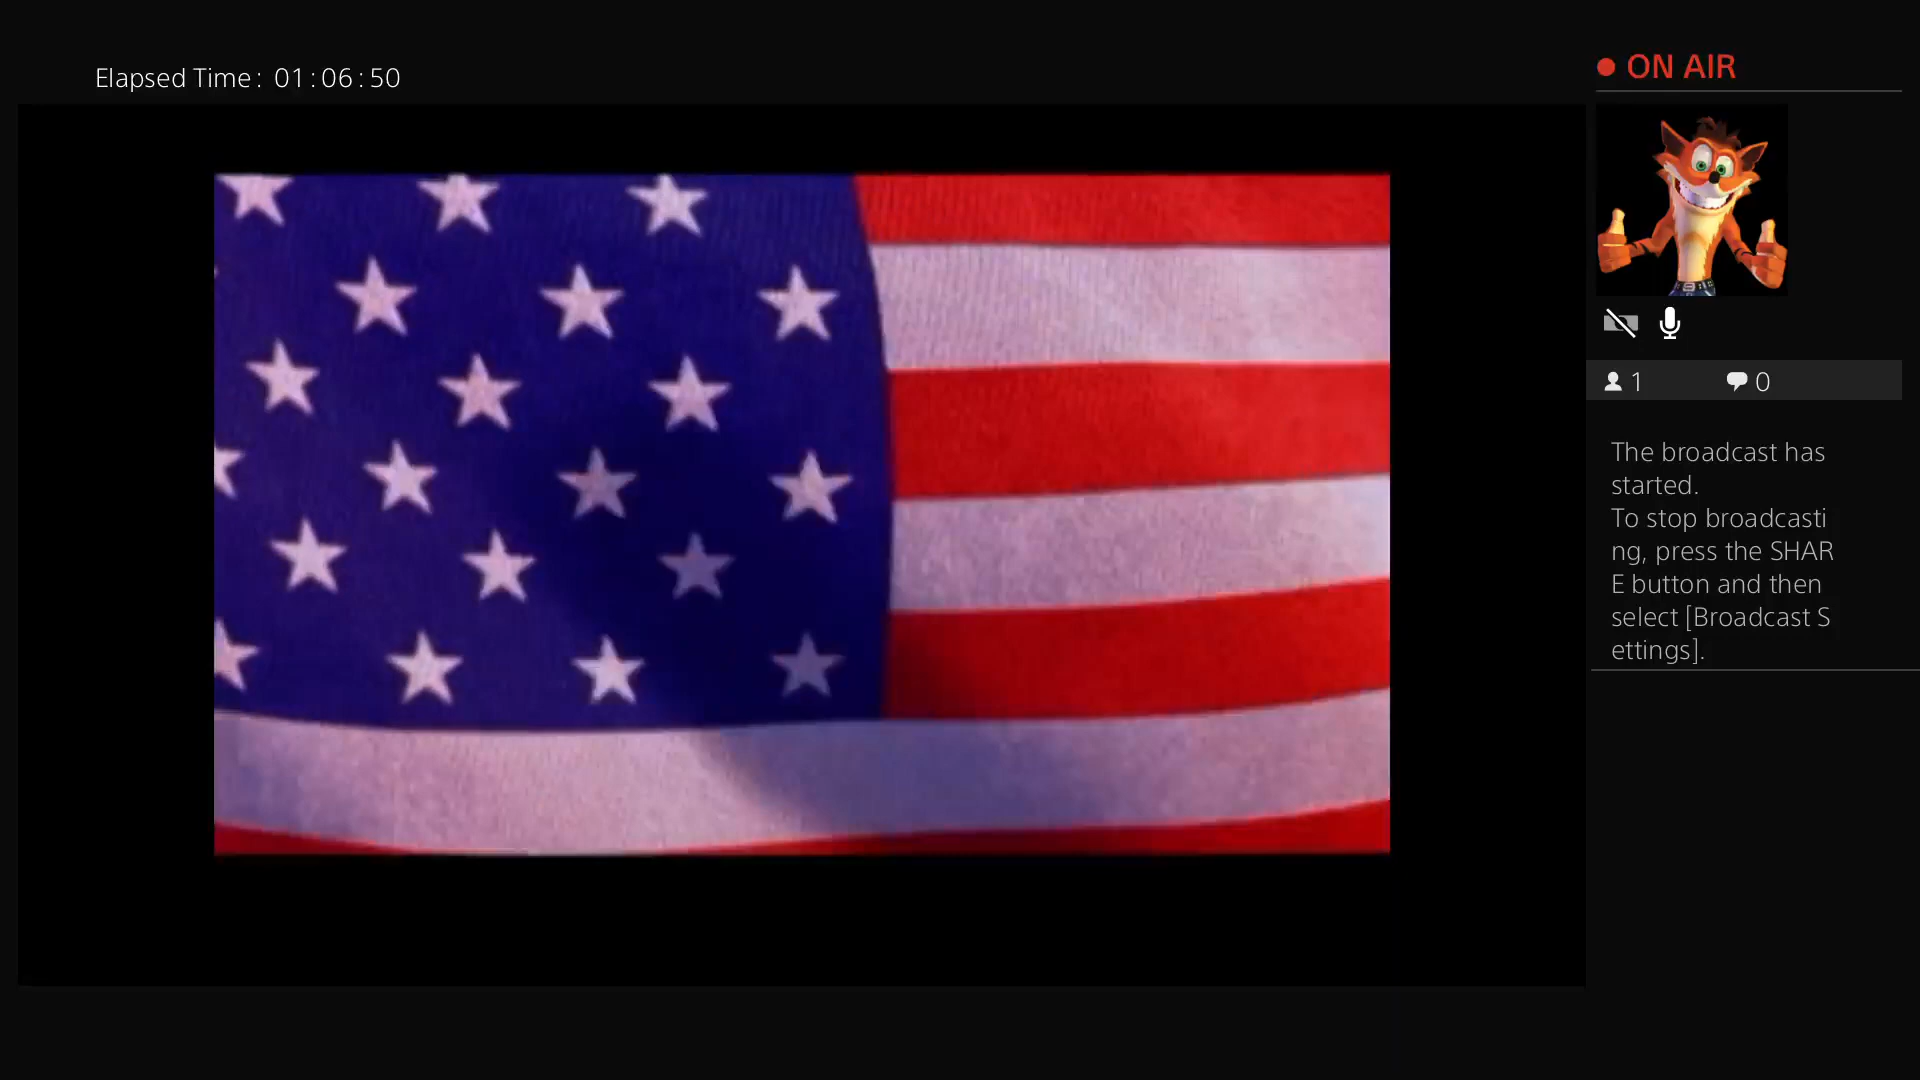 Elapsed Time: 01:06:50
ON AIR
1
0
The broadcast has
started.
To stop broadcasti
ng, press the SHAR
E button and then
select [Broadcast S
ettings].